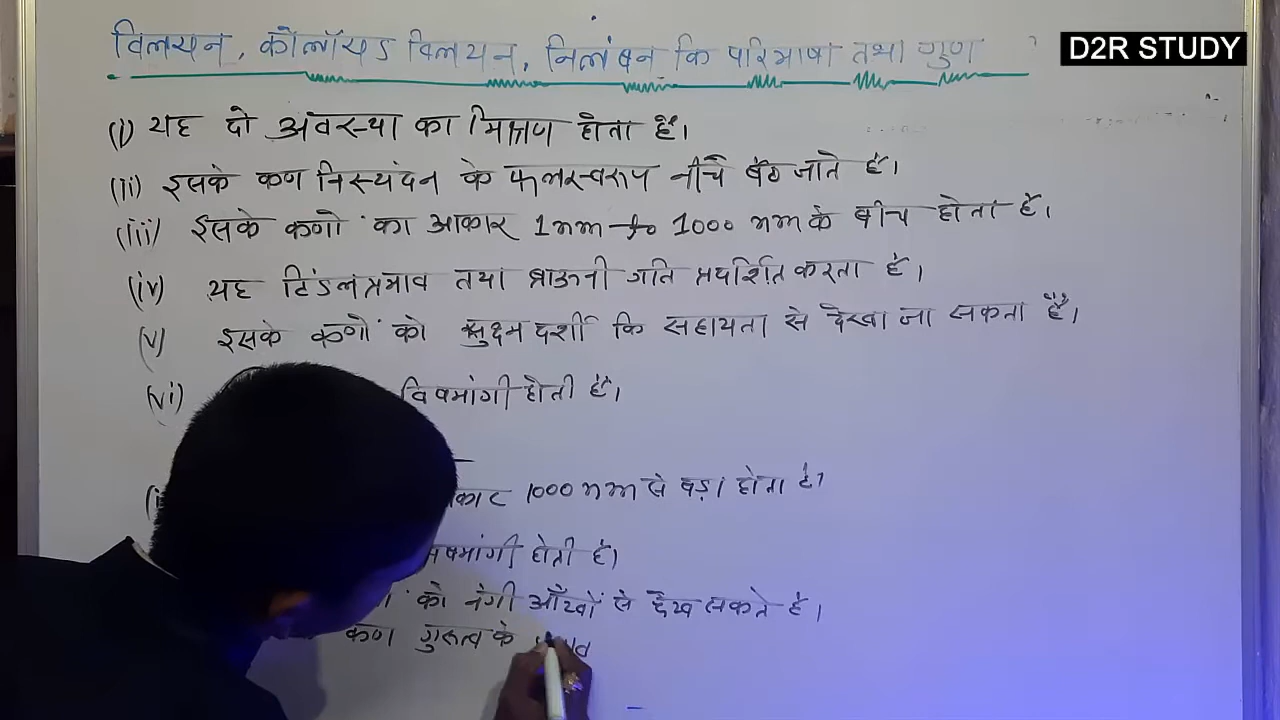 विलयन, कोलॉयड विलयन, निलंबन कि परिभाषा तथा गुण
D2R STUDY
(i) यह दो अवस्था का मिश्रण होता है।
(ii) इसके कण निस्यंदन के फलस्वरूप नीचे बैठ जाते है।
(iii) इसके कणों का आकार 1nm to 1000 nm के बीच होता है।
(iv) यह टिंडल प्रभाव तथा ब्राऊनी गति प्रदर्शित करता है।
(v) इसके कणों को सुक्ष्मदर्शी कि सहायता से देखा जा सकता है।
(vi) विषमांगी होती है।
1000 nm से बड़ा होता है।
विषमांगी होती है।
को नंगी आँखों से देख सकते है।
कण गुरुत्व के